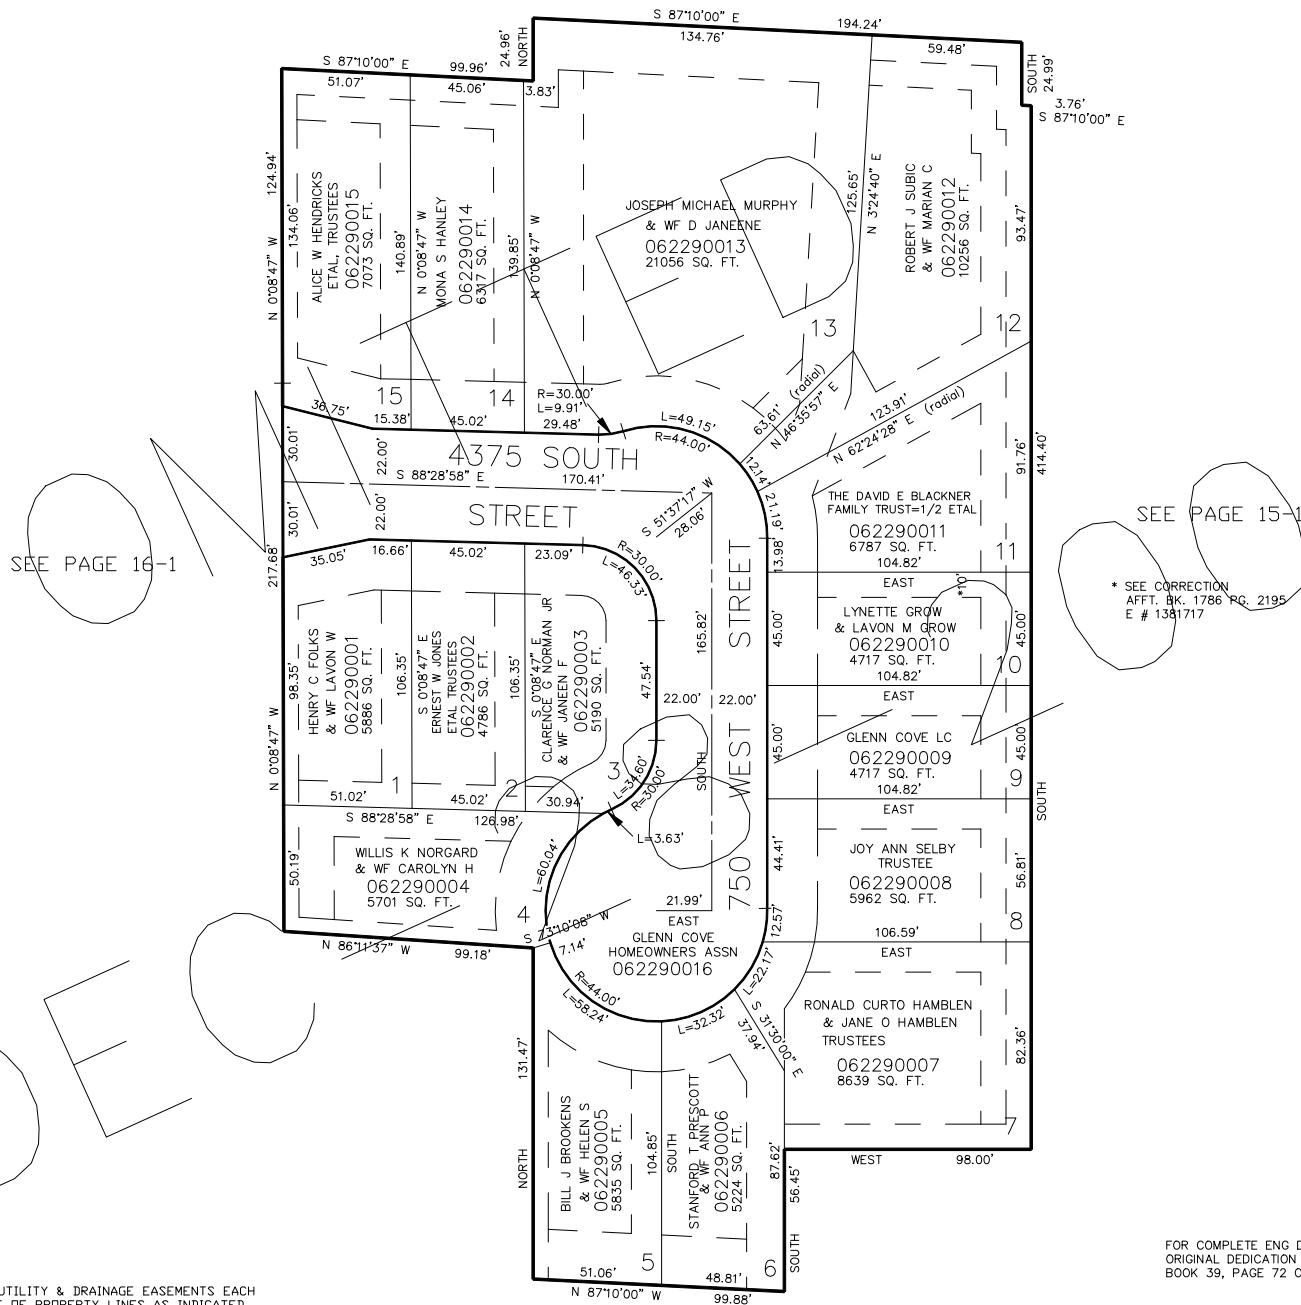 S 87°10'00" E
194.24'
134.76'
59.48'
24.96'
NORTH
SOUTH
24.99'
3.76'
S 87°10'00" E
S 87°10'00" E
99.96'
51.07'
45.06'
3.83'
N 0°08'47" W
124.94'
134.06'
ALICE W HENDRICKS
ETAL, TRUSTEES
062290015
7073 SQ. FT.
140.89'
N 0°08'47" W
MONA S HANLEY
062290014
6317 SQ. FT.
139.85'
N 0°08'47" W
JOSEPH MICHAEL MURPHY
& WF D JANEENE
062290013
21056 SQ. FT.
125.65'
N 3°24'40" E
ROBERT J SUBIC
& WF MARIAN C
062290012
10256 SQ. FT.
93.47'
13
12
15
14
36.75'
15.38'
45.02'
29.48'
R=30.00'
L=9.91'
L=49.15'
R=44.00'
63.61' (radial)
N 46°35'57" E
123.91' (radial)
N 62°24'28" E
12.14'
21.19'
13.98'
91.76'
414.40'
4375 SOUTH
S 88°28'58" E
170.41'
STREET
30.01'
30.01'
22.00'
22.00'
217.68'
S 51°37'17" W
28.06'
THE DAVID E BLACKNER
FAMILY TRUST=1/2 ETAL
062290011
6787 SQ. FT.
104.82'
EAST
11
SEE PAGE 16-1
SEE PAGE 15-1
* SEE CORRECTION
AFFT. BK. 1786 PG. 2195
E # 1381717
*10'
35.05'
16.66'
45.02'
23.09'
R=30.00'
L=46.33'
LYNETTE GROW
& LAVON M GROW
062290010
4717 SQ. FT.
104.82'
EAST
10
45.00'
45.00'
N 0°08'47" W
98.35'
HENRY C FOLKS
& WF LAVON W
062290001
5886 SQ. FT.
106.35'
S 0°08'47" E
ERNEST W JONES
ETAL TRUSTEES
062290002
4786 SQ. FT.
106.35'
S 0°08'47" E
CLARENCE G NORMAN JR
& WF JANEEN F
062290003
5190 SQ. FT.
47.54'
165.82'
22.00'
22.00'
SOUTH
750 WEST STREET
GLENN COVE LC
062290009
4717 SQ. FT.
104.82'
EAST
9
45.00'
45.00'
SOUTH
1
2
3
51.02'
45.02'
30.94'
S 88°28'58" E
126.98'
L=34.60'
R=30.00'
L=3.63'
L=60.04'
50.19'
WILLIS K NORGARD
& WF CAROLYN H
062290004
5701 SQ. FT.
4
N 86°11'37" W
99.18'
S 73°10'08" W
7.14'
21.99'
EAST
GLENN COVE
HOMEOWNERS ASSN
062290016
44.41'
12.57'
JOY ANN SELBY
TRUSTEE
062290008
5962 SQ. FT.
106.59'
EAST
8
56.81'
R=44.00'
L=58.24'
L=32.32'
L=22.17'
S 31°30'00" E
37.94'
RONALD CURTO HAMBLEN
& JANE O HAMBLEN
TRUSTEES
062290007
8639 SQ. FT.
82.36'
7
WEST
98.00'
131.47'
NORTH
BILL J BROOKENS
& WF HELEN S
062290005
5835 SQ. FT.
104.85'
SOUTH
STANFORD T PRESCOTT
& WF ANN P
062290006
5224 SQ. FT.
87.62'
56.45'
SOUTH
5
6
51.06'
48.81'
N 87°10'00" W
99.88'
UTILITY & DRAINAGE EASEMENTS EACH
OF PROPERTY LINES AS INDICATED
FOR COMPLETE ENG D
ORIGINAL DEDICATION
BOOK 39, PAGE 72 O